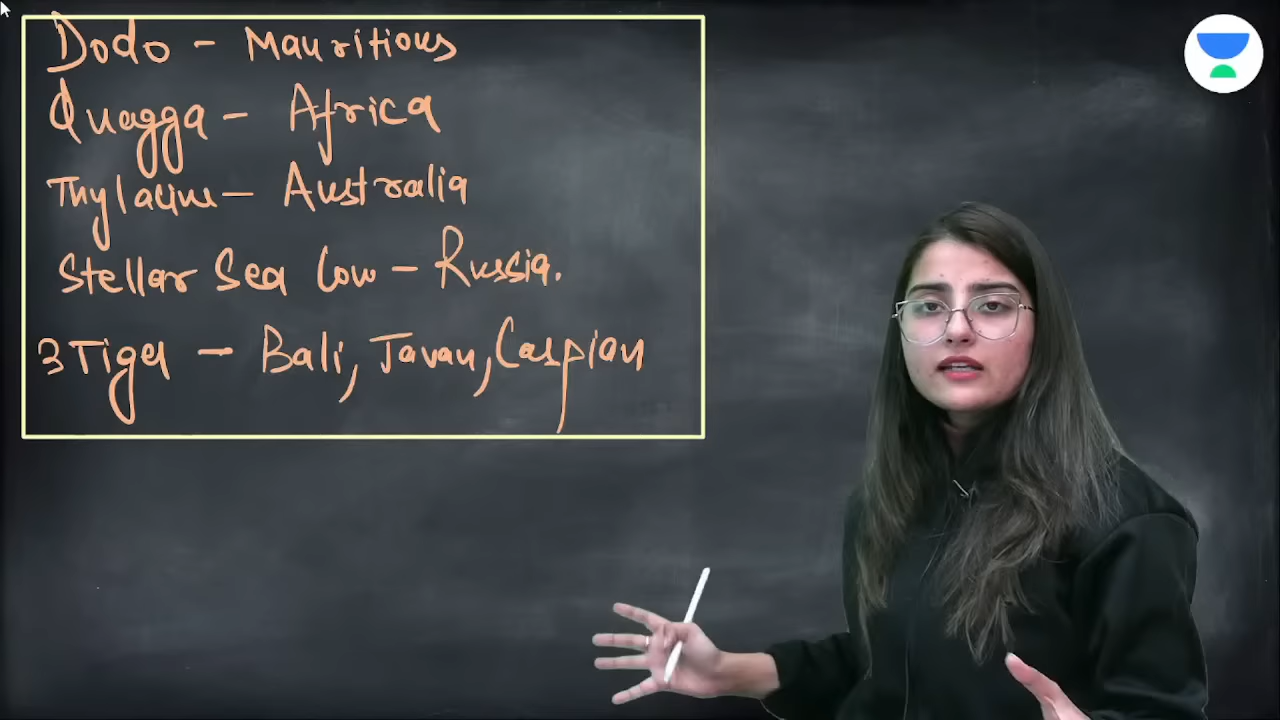 Dodo - Mauritious
Quagga - Africa
Thylacine - Australia
Stellar Sea Cow - Russia.
3 Tiger - Bali, Javan, Caspian